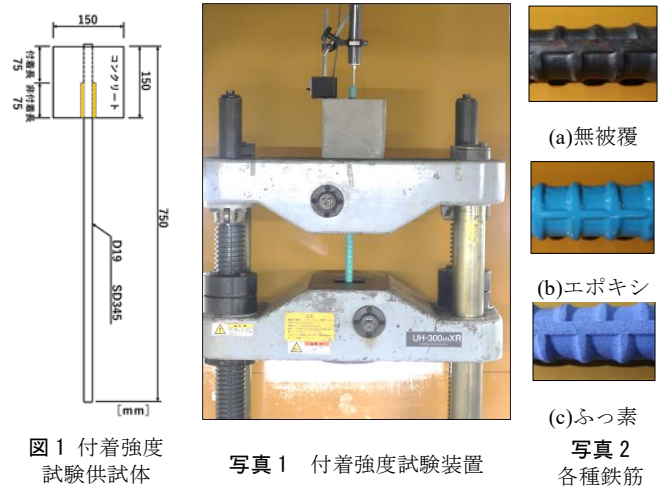 150
付着長
75
非付着長
75
コンクリート
150
750
D19
SD345
[mm]
図1 付着強度
試験供試体
UH-300kNXR
写真1 付着強度試験装置
(a)無被覆
(b)エポキシ
(c)ふっ素
写真2
各種鉄筋